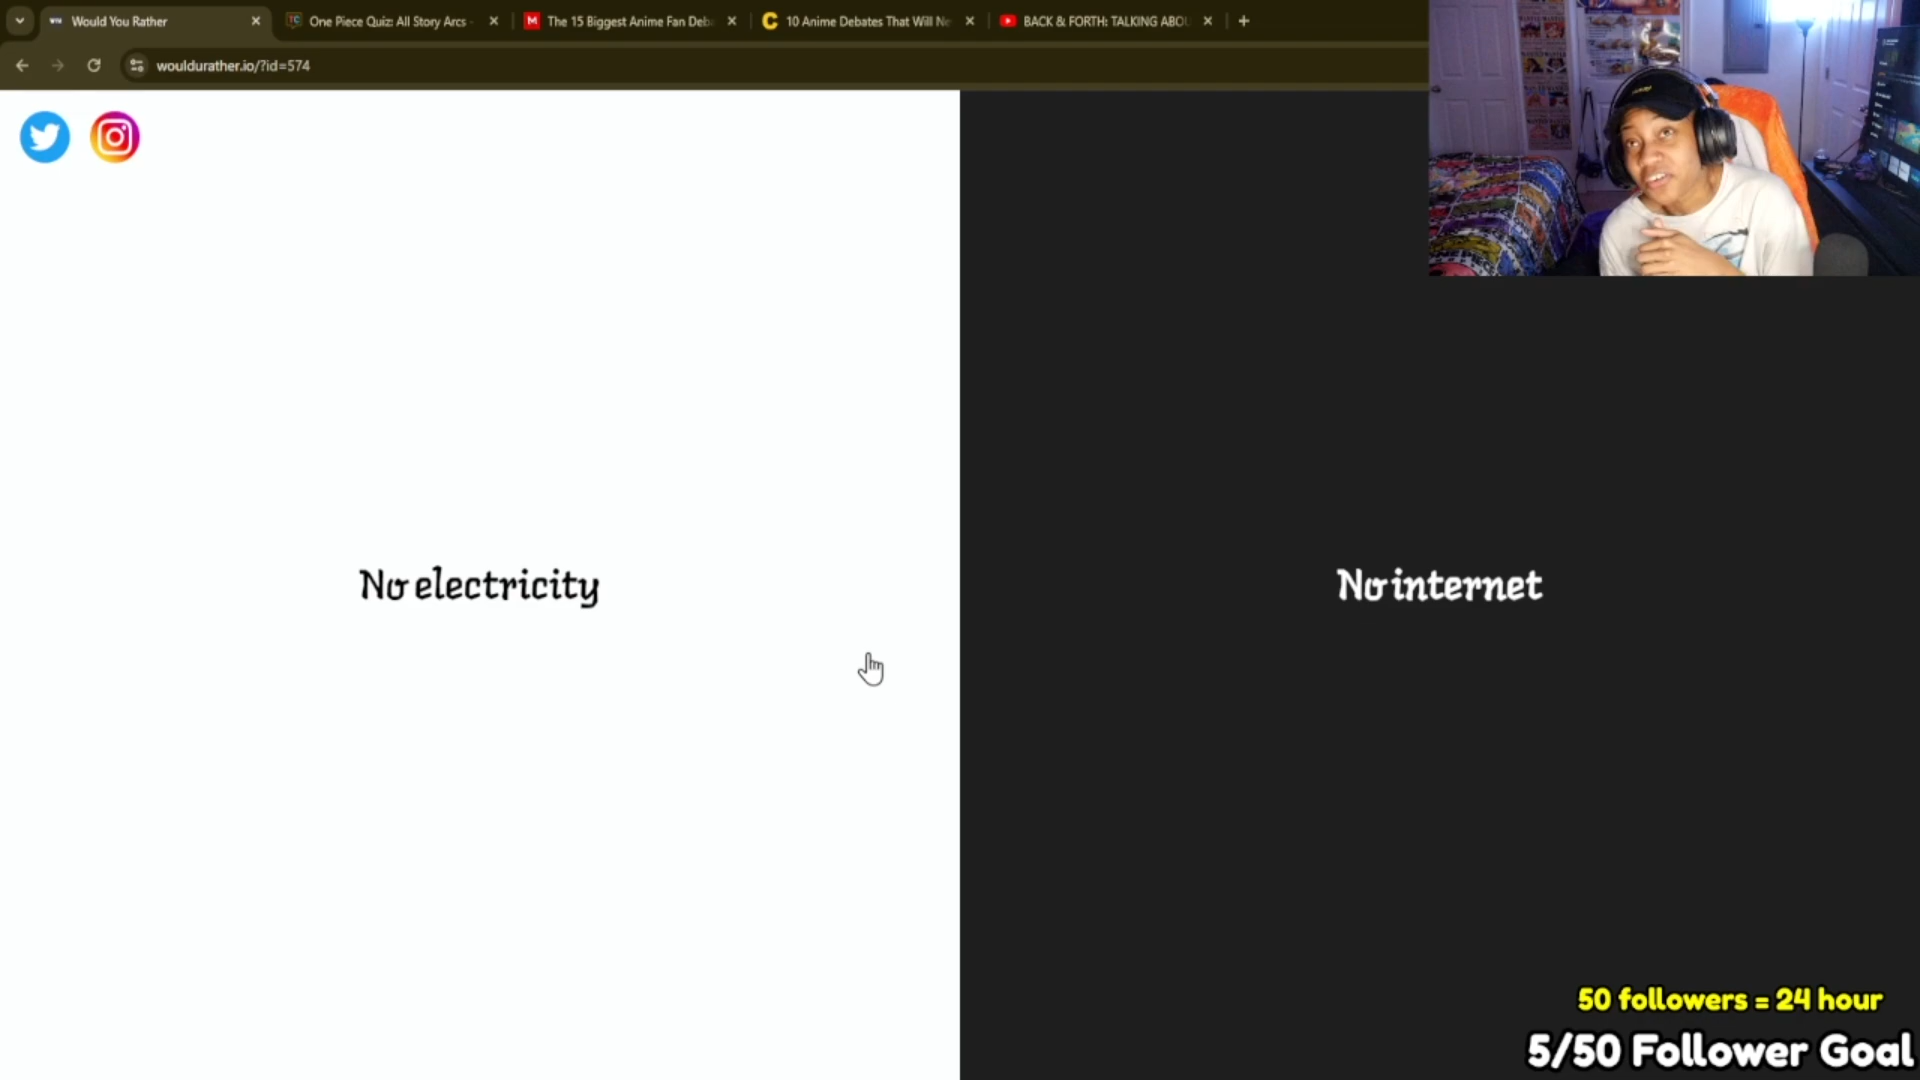 Would You Rather
One Piece Quiz: All Story Arcs -
The 15 Biggest Anime Fan Deb
10 Anime Debates That Will Ne
BACK & FORTH: TALKING ABOU
wouldurather.io/?id=574
No electricity
No internet
50 followers = 24 hour
5/50 Follower Goal